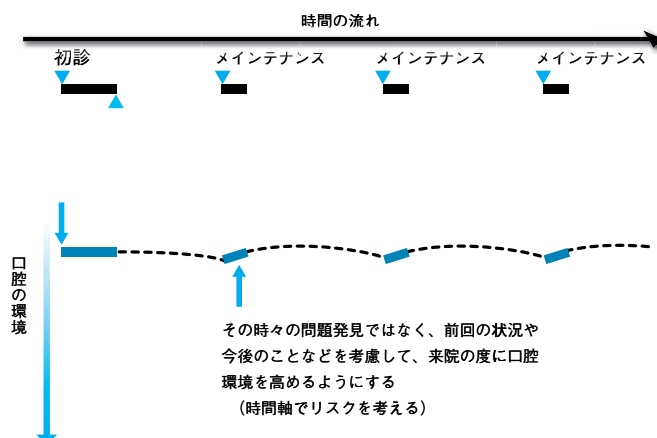 時間の流れ
初診
メインテナンス
メインテナンス
メインテナンス
口腔の環境
その時々の問題発見ではなく、前回の状況や
今後のことなどを考慮して、来院の度に口腔
環境を高めるようにする
（時間軸でリスクを考える）